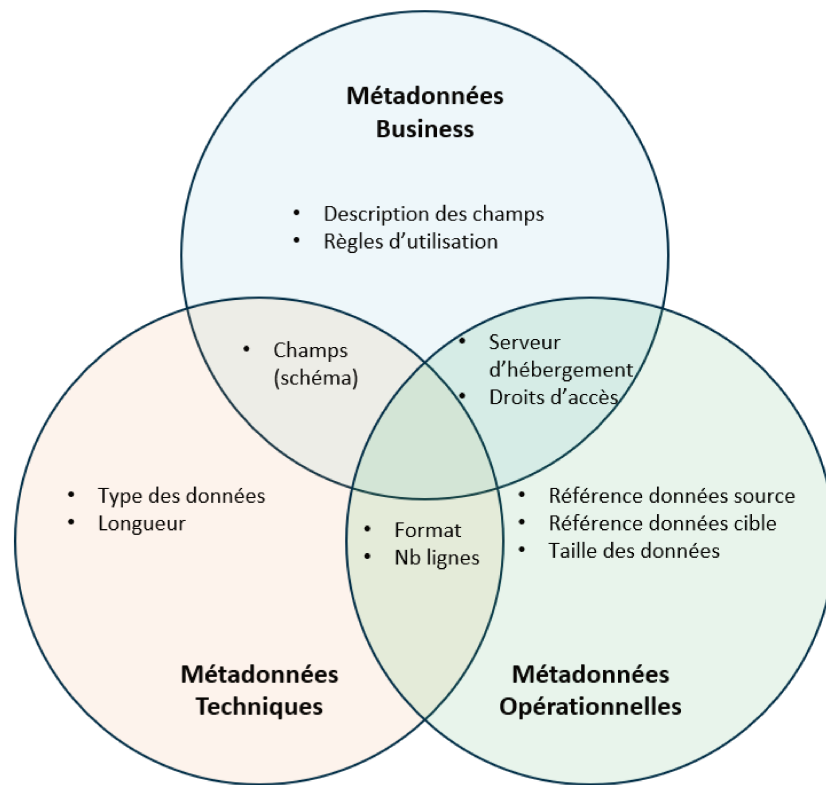 Métadonnées
Business
• Description des champs
• Règles d’utilisation
• Champs
(schéma)
• Serveur
d’hébergement
• Droits d’accès
• Type des données
• Longueur
• Format
• Nb lignes
• Référence données source
• Référence données cible
• Taille des données
Métadonnées
Techniques
Métadonnées
Opérationnelles